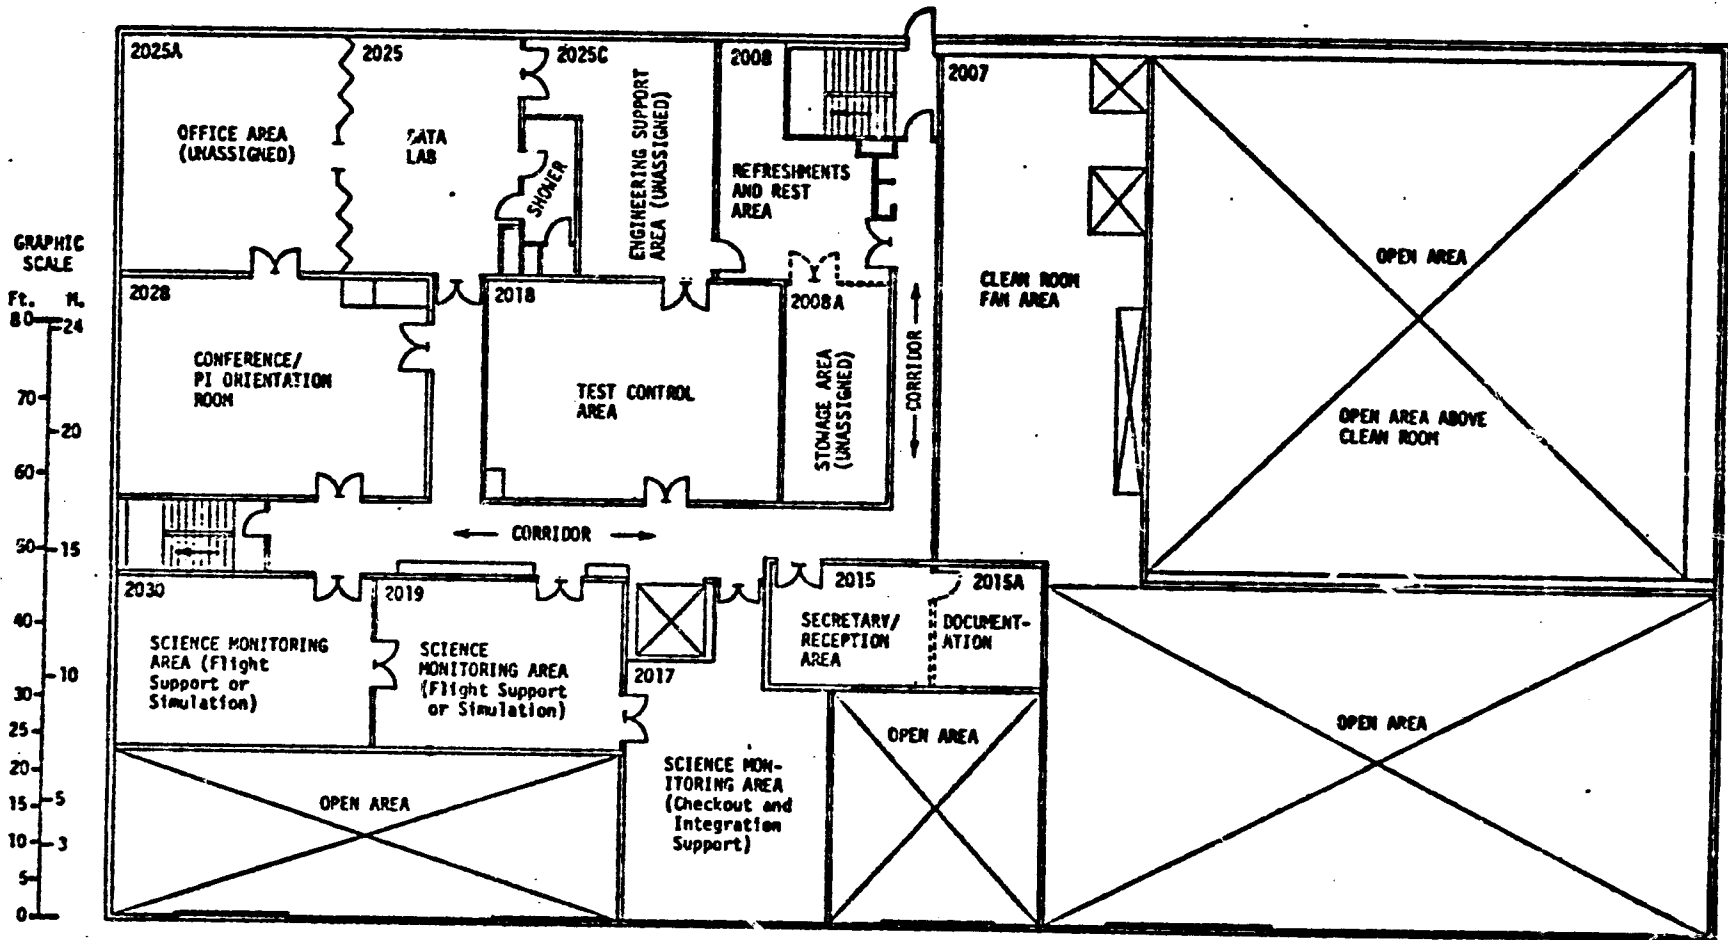 2025A
OFFICE AREA
(UNASSIGNED)
2025
DATA
LAB
2025C
ENGINEERING SUPPORT
AREA (UNASSIGNED)
SHOWER
2008
REFRESHMENTS
AND REST
AREA
2007
CLEAN ROOM
FAN AREA
OPEN AREA
OPEN AREA ABOVE
CLEAN ROOM
GRAPHIC
SCALE
Ft. M.
80 24
70
20
60
50 15
40
10
30
25
20
15 5
10 3
5
0
2028
CONFERENCE/
PI ORIENTATION
ROOM
2018
TEST CONTROL
AREA
2008A
STOWAGE AREA
(UNASSIGNED)
CORRIDOR
CORRIDOR
2030
SCIENCE MONITORING
AREA (Flight
Support or
Simulation)
2019
SCIENCE
MONITORING AREA
(Flight Support
or Simulation)
2017
SCIENCE MON-
ITORING AREA
(Checkout and
Integration
Support)
2015
SECRETARY/
RECEPTION
AREA
2015A
DOCUMENT-
ATION
OPEN AREA
OPEN AREA
OPEN AREA